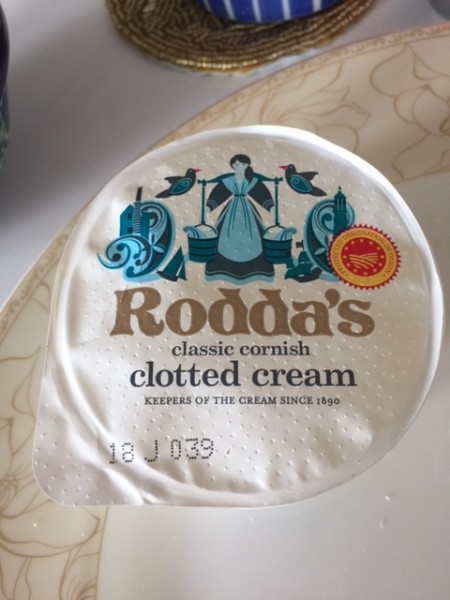 Rodda's
classic cornish
clotted cream
KEEPERS OF THE CREAM SINCE 1890
18 J 039